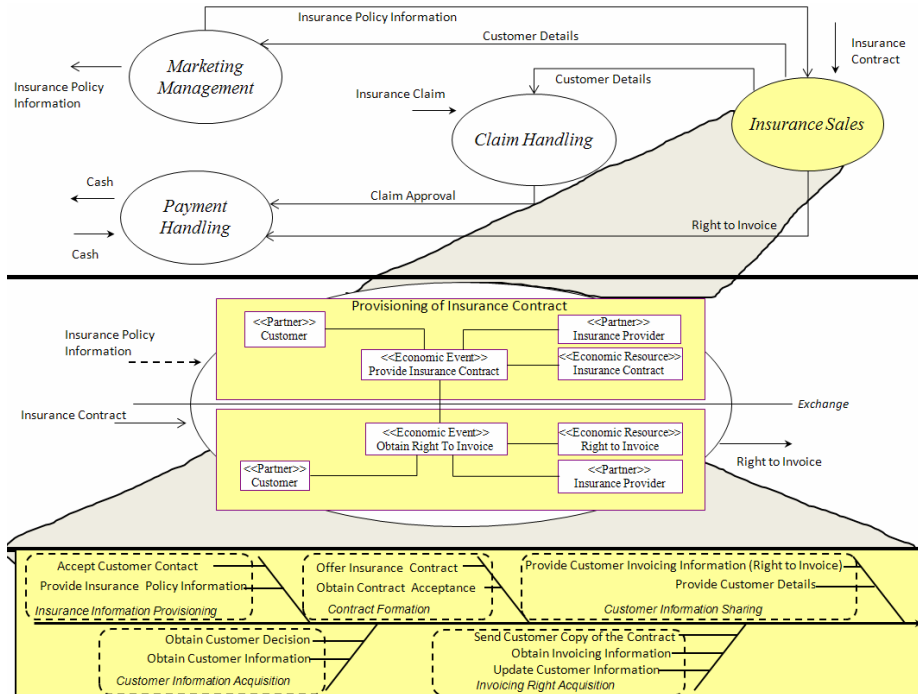 Insurance Policy Information
Customer Details
Insurance
Contract
Marketing
Management
Insurance Policy
Information
Customer Details
Insurance Claim
Claim Handling
Insurance Sales
Cash
Claim Approval
Payment
Handling
Cash
Right to Invoice
Provisioning of Insurance Contract
<<Partner>>
Customer
<<Partner>>
Insurance Provider
Insurance Policy
Information
<<Economic Event>>
Provide Insurance Contract
<<Economic Resource>>
Insurance Contract
Insurance Contract
Exchange
<<Economic Event>>
Obtain Right To Invoice
<<Economic Resource>>
Right to Invoice
<<Partner>>
Customer
<<Partner>>
Insurance Provider
Right to Invoice
Accept Customer Contact
Provide Insurance Policy Information
Insurance Information Provisioning
Offer Insurance Contract
Obtain Contract Acceptance
Contract Formation
Provide Customer Invoicing Information (Right to Invoice)
Provide Customer Details
Customer Information Sharing
Obtain Customer Decision
Obtain Customer Information
Customer Information Acquisition
Send Customer Copy of the Contract
Obtain Invoicing Information
Update Customer Information
Invoicing Right Acquisition